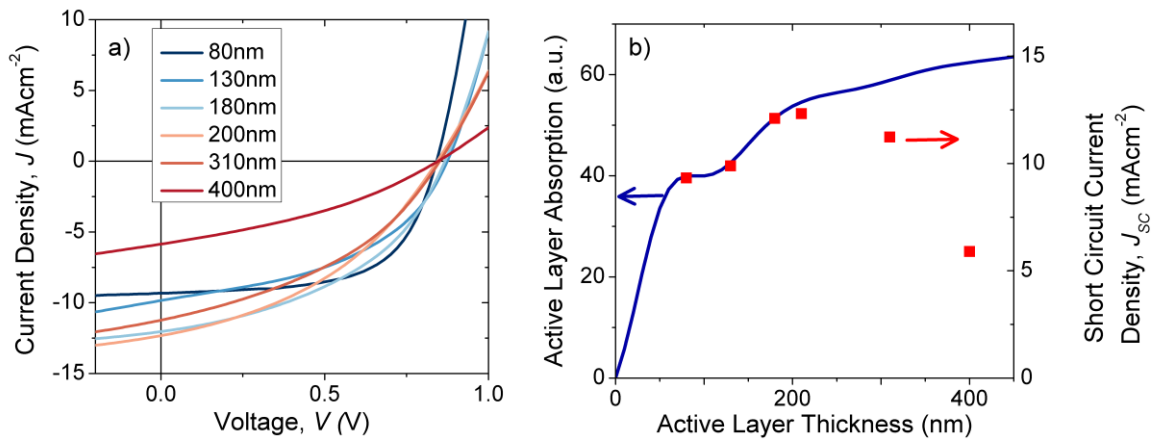 a)
10
5
0
-5
-10
-15
Current Density, J (mAcm-2)
80nm
130nm
180nm
200nm
310nm
400nm
0.0
0.5
1.0
Voltage, V (V)
b)
60
40
20
0
Active Layer Absorption (a.u.)
0
200
400
Active Layer Thickness (nm)
15
10
5
0
Short Circuit Current
Density, JSC (mAcm-2)